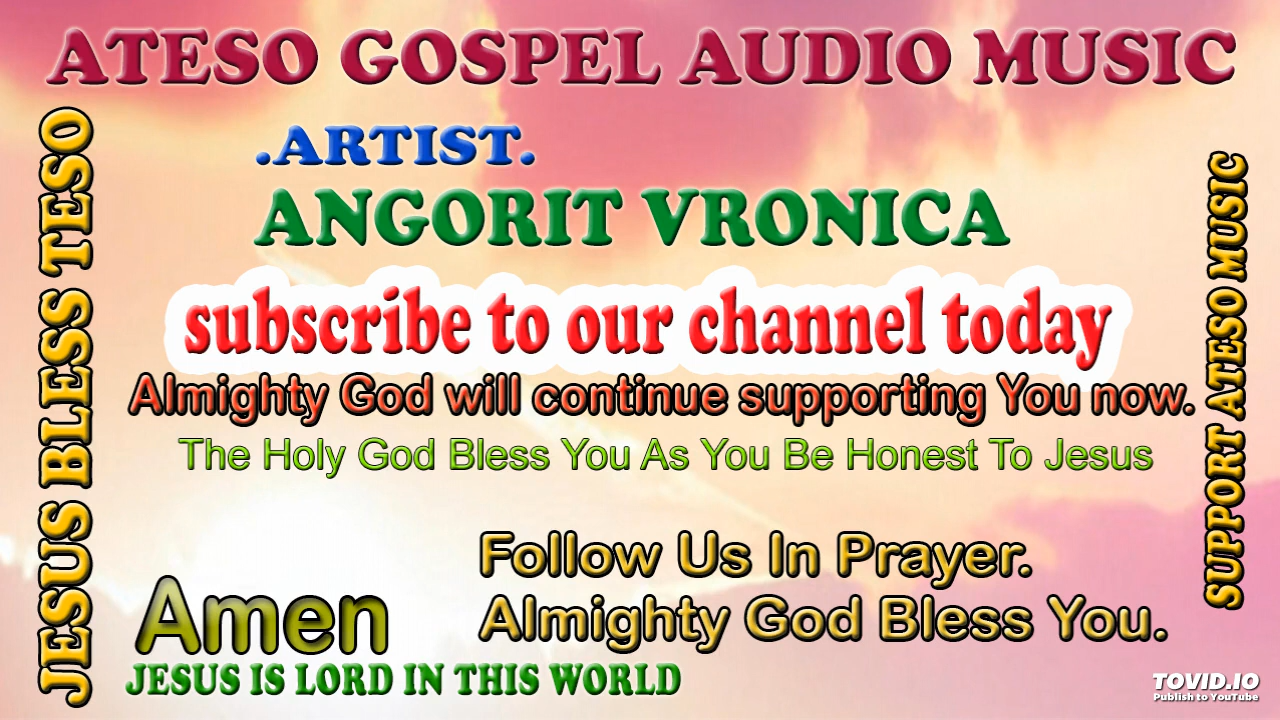 ATESO GOSPEL AUDIO MUSIC
JESUS BLESS TESO
.ARTIST.
ANGORIT VRONICA
subscribe to our channel today
Almighty God will continue supporting You now.
The Holy God Bless You As You Be Honest To Jesus
Follow Us In Prayer.
Almighty God Bless You.
Amen
JESUS IS LORD IN THIS WORLD
SUPPORT ATESO MUSIC
TOVID.IO
Publish to YouTube